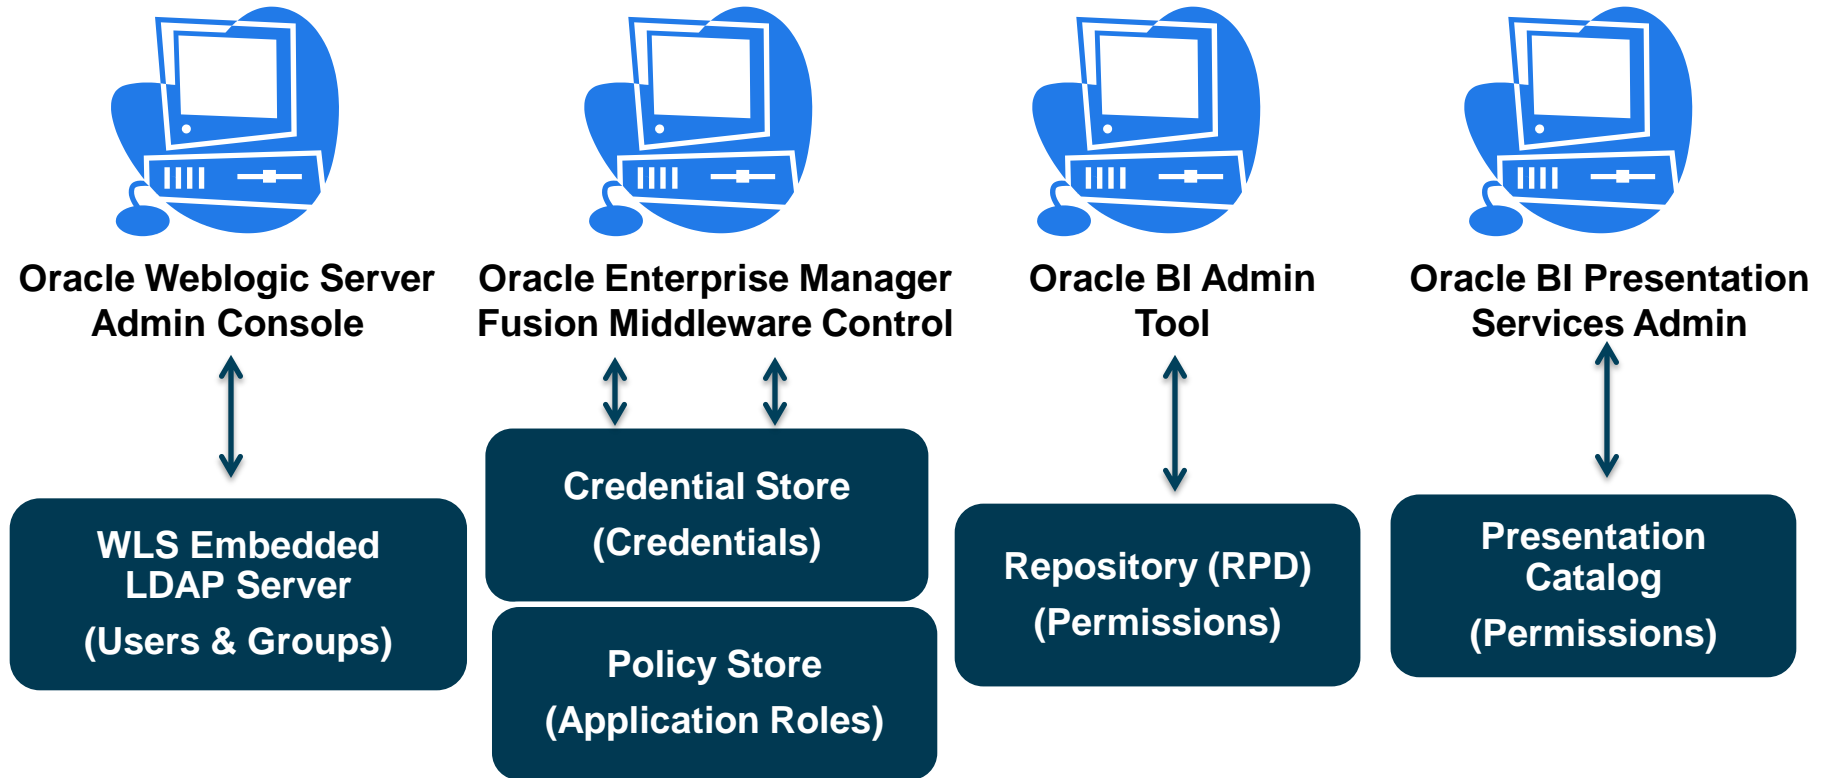 Oracle Weblogic Server
Admin Console
Oracle Enterprise Manager
Fusion Middleware Control
Oracle BI Admin
Tool
Oracle BI Presentation
Services Admin
WLS Embedded
LDAP Server
(Users & Groups)
Credential Store
(Credentials)
Policy Store
(Application Roles)
Repository (RPD)
(Permissions)
Presentation
Catalog
(Permissions)